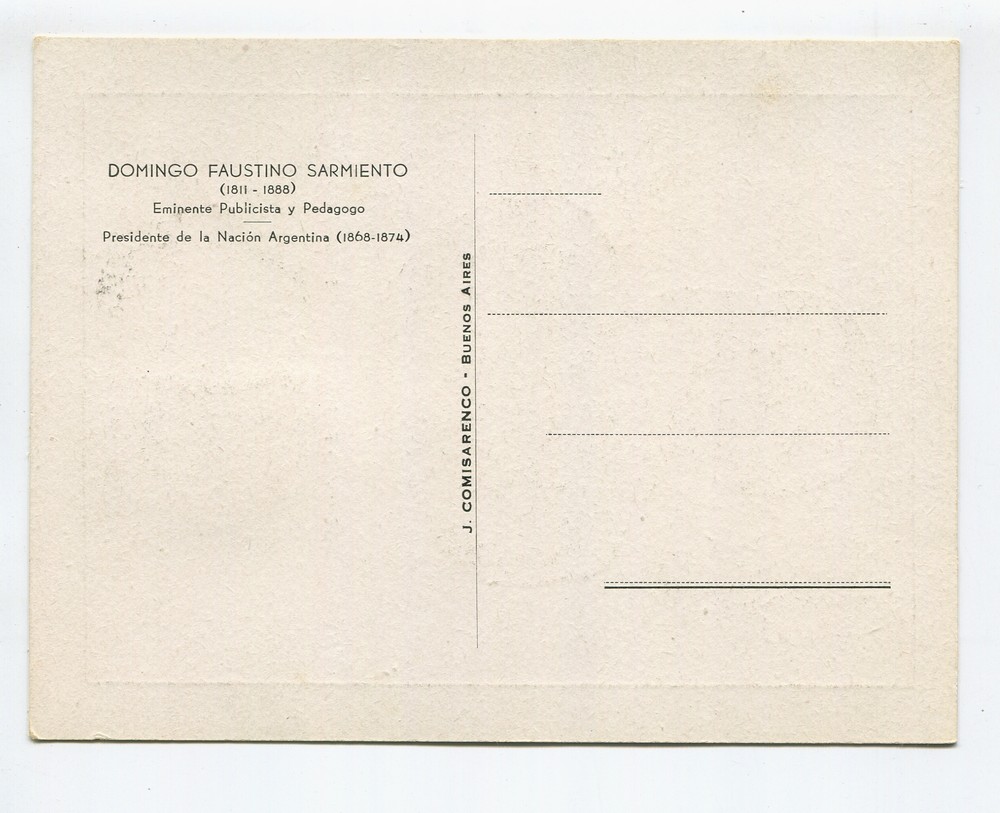 DOMINGO FAUSTINO SARMIENTO
(1811 - 1888)
Eminente Publicista y Pedagogo
Presidente de la Nación Argentina (1868-1874)
J. COMISARENCO - BUENOS AIRES